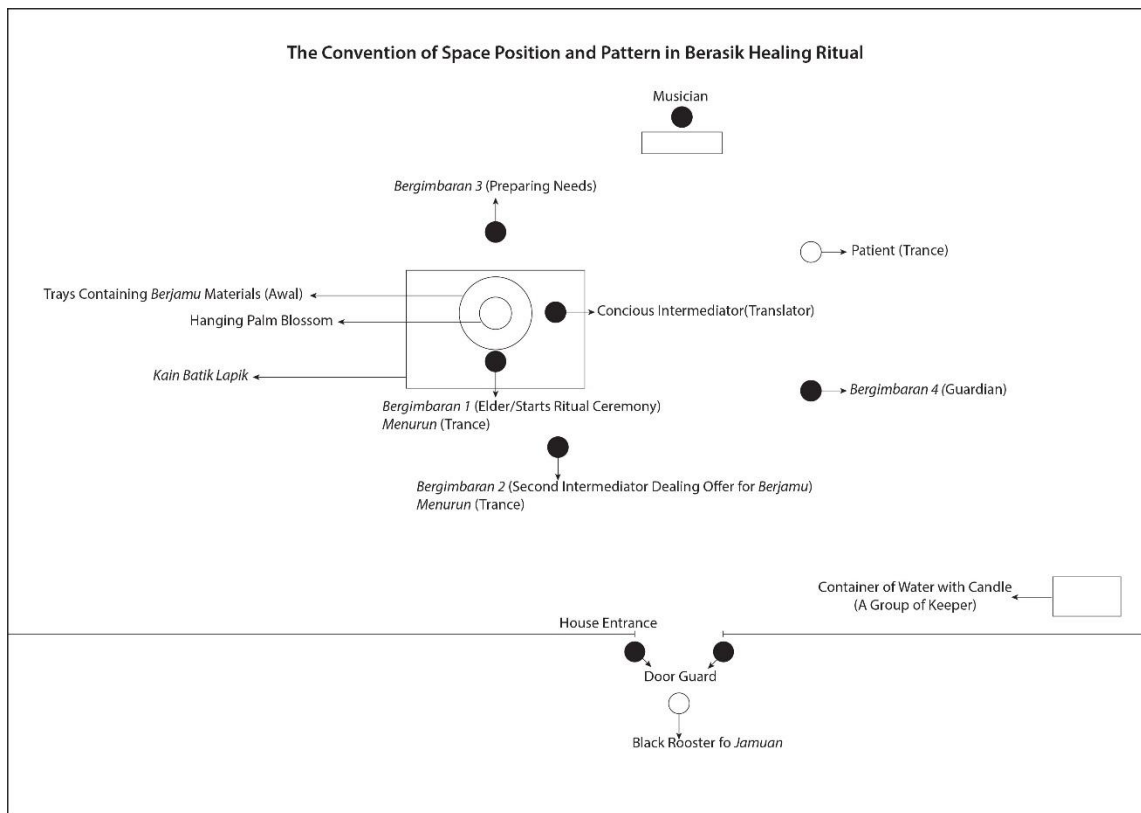 The Convention of Space Position and Pattern in Berasik Healing Ritual
Musician
Bergimbaran 3 (Preparing Needs)
Patient (Trance)
Trays Containing Berjamu Materials (Awal)
Concious Intermediator(Translator)
Hanging Palm Blossom
Kain Batik Lapik
Bergimbaran 4 (Guardian)
Bergimbaran 1 (Elder/Starts Ritual Ceremony)
Menurun (Trance)
Bergimbaran 2 (Second Intermediator Dealing Offer for Berjamu)
Menurun (Trance)
Container of Water with Candle
(A Group of Keeper)
House Entrance
Door Guard
Black Rooster fo Jamuan